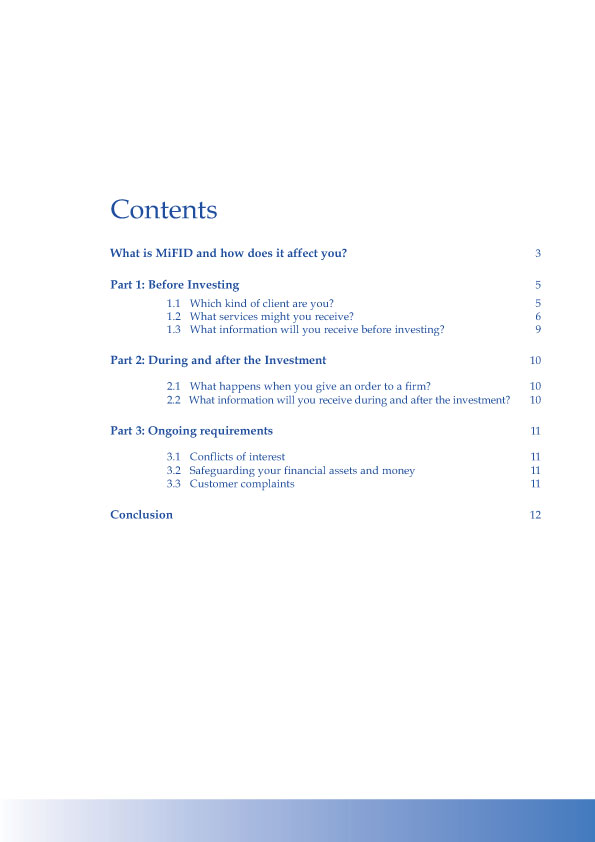 Contents
What is MiFID and how does it affect you? 3
Part 1: Before Investing 5
1.1 Which kind of client are you? 5
1.2 What services might you receive? 6
1.3 What information will you receive before investing? 9
Part 2: During and after the Investment 10
2.1 What happens when you give an order to a firm? 10
2.2 What information will you receive during and after the investment? 10
Part 3: Ongoing requirements 11
3.1 Conflicts of interest 11
3.2 Safeguarding your financial assets and money 11
3.3 Customer complaints 11
Conclusion 12